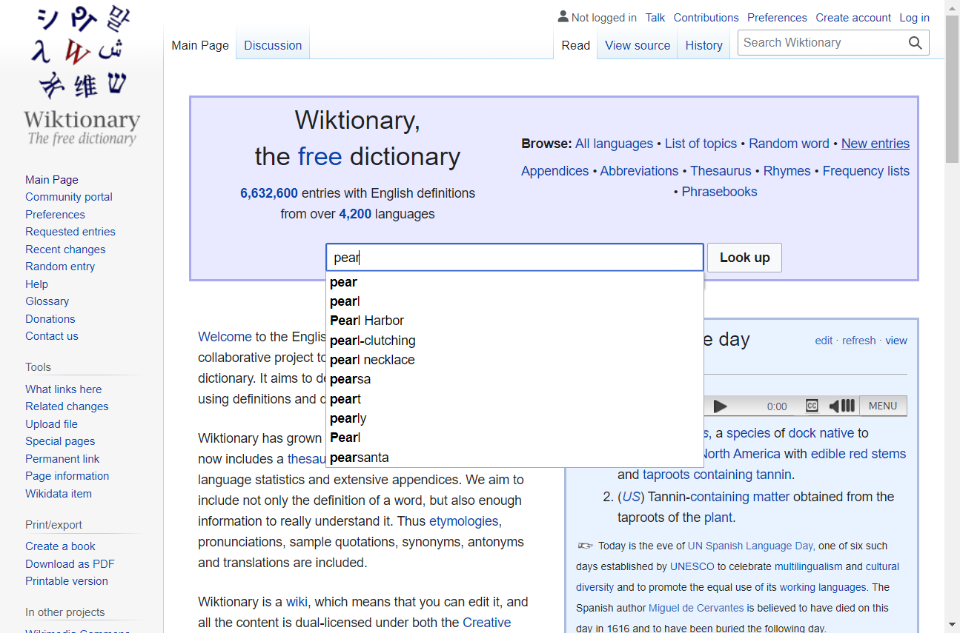 Wiktionary
The free dictionary
Not logged in Talk Contributions Preferences Create account Log in
Main Page Discussion Read View source History Search Wiktionary
Main Page
Community portal
Preferences
Requested entries
Recent changes
Random entry
Help
Glossary
Donations
Contact us
Tools
What links here
Related changes
Upload file
Special pages
Permanent link
Page information
Wikidata item
Print/export
Create a book
Download as PDF
Printable version
In other projects
Wikimedia Commons
Wiktionary,
the free dictionary
6,632,600 entries with English definitions
from over 4,200 languages
Browse: All languages • List of topics • Random word • New entries
Appendices • Abbreviations • Thesaurus • Rhymes • Frequency lists
• Phrasebooks
pear
Look up
pear
pearl
Pearl Harbor
pearl-clutching
pearl necklace
pearsa
peart
pearly
Pearl
pearsanta
Welcome to the Englis
collaborative project to
dictionary. It aims to de
using definitions and d
Wiktionary has grown
now includes a thesau
language statistics and extensive appendices. We aim to
include not only the definition of a word, but also enough
information to really understand it. Thus etymologies,
pronunciations, sample quotations, synonyms, antonyms
and translations are included.
Wiktionary is a wiki, which means that you can edit it, and
all the content is dual-licensed under both the Creative
e day
edit · refresh · view
0:00 CC MENU
s, a species of dock native to
North America with edible red stems
and taproots containing tannin.
2. (US) Tannin-containing matter obtained from the
taproots of the plant.
Today is the eve of UN Spanish Language Day, one of six such
days established by UNESCO to celebrate multilingualism and cultural
diversity and to promote the equal use of its working languages. The
Spanish author Miguel de Cervantes is believed to have died on this
day in 1616 and to have been buried the following day.